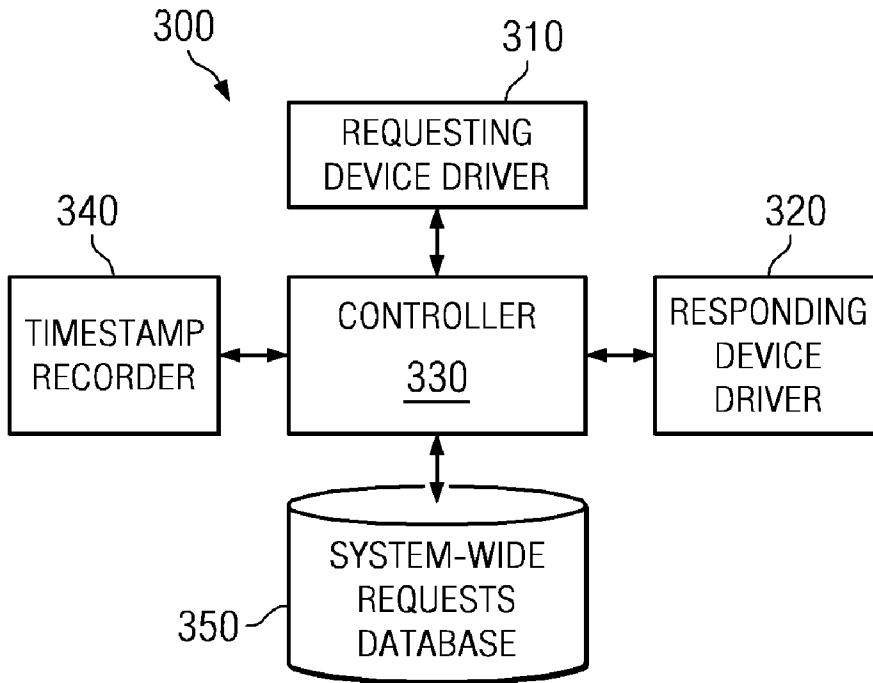 300
310
REQUESTING
DEVICE DRIVER
340
320
TIMESTAMP
RECORDER
CONTROLLER
330
RESPONDING
DEVICE
DRIVER
350
SYSTEM-WIDE
REQUESTS
DATABASE